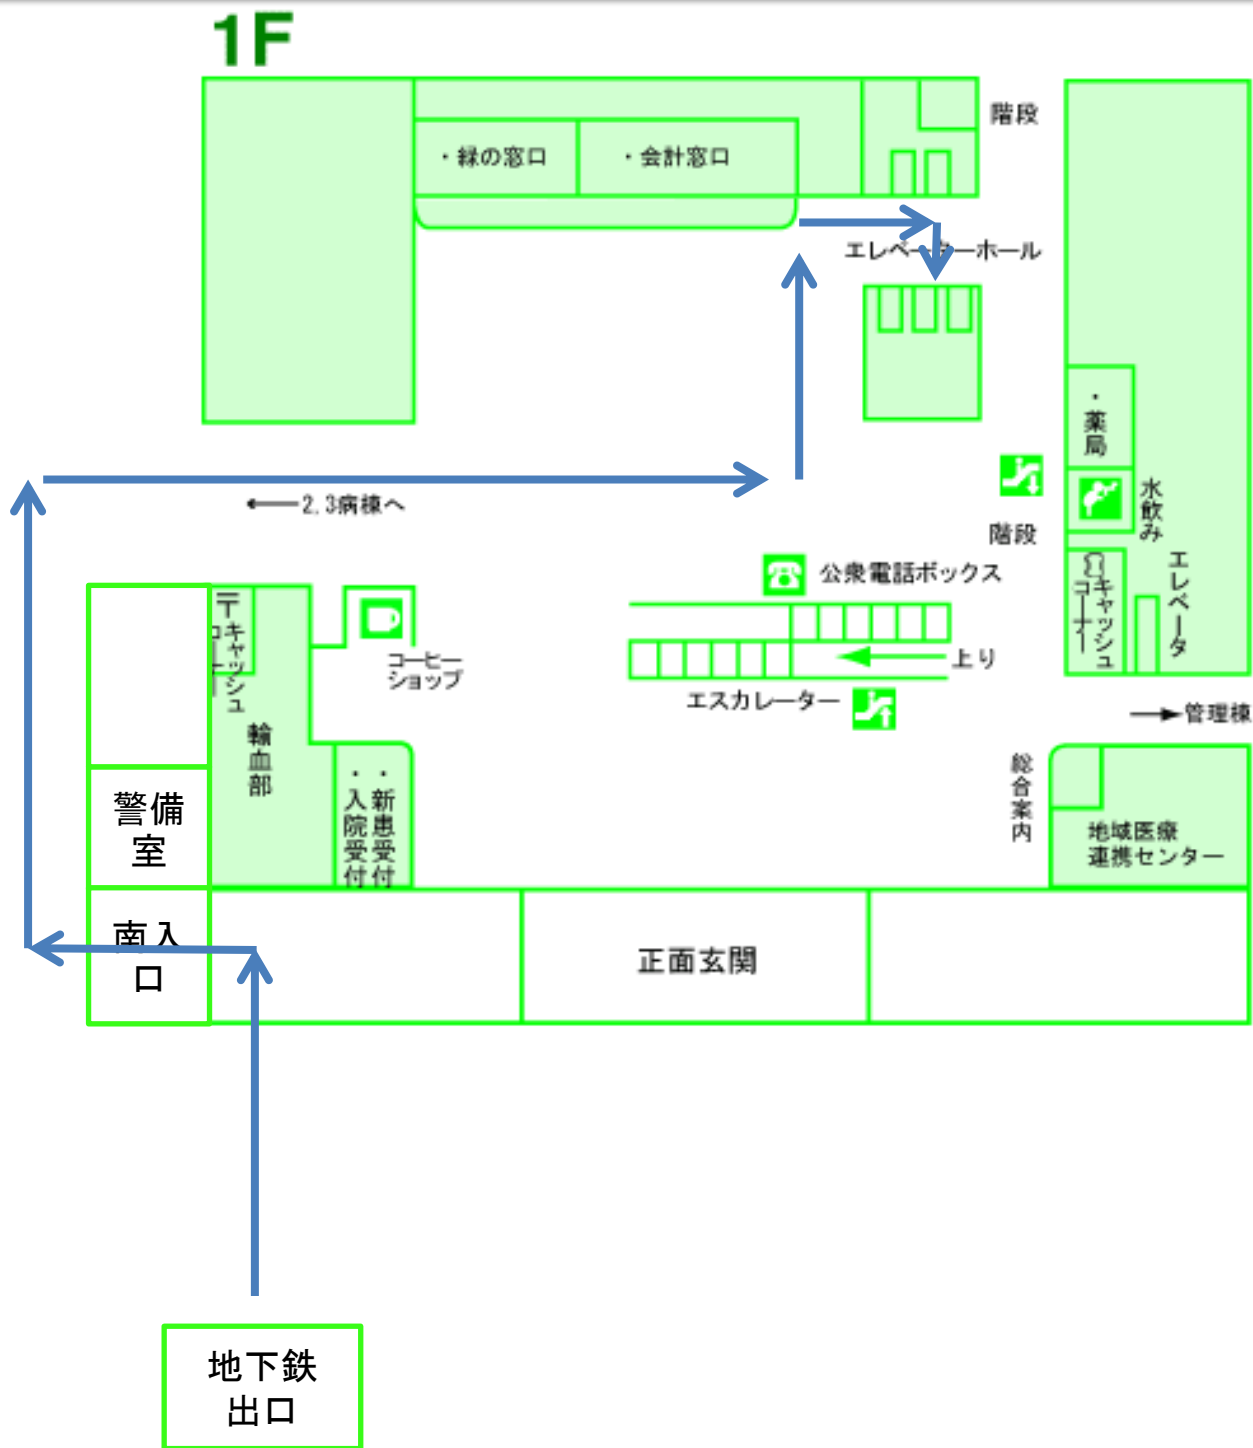 1F
階段
・緑の窓口
・会計窓口
エレベーターホール
・薬局
水飲み
2,3病棟へ
階段
公衆電話ボックス
キャッシュ
コーナー
エレベータ
〒
キャッシュ
コーナー
コーヒー
ショップ
上り
エスカレーター
管理棟
輸血部
・新患受付
・入院受付
総合案内
地域医療
連携センター
警備
室
南入
口
正面玄関
地下鉄
出口